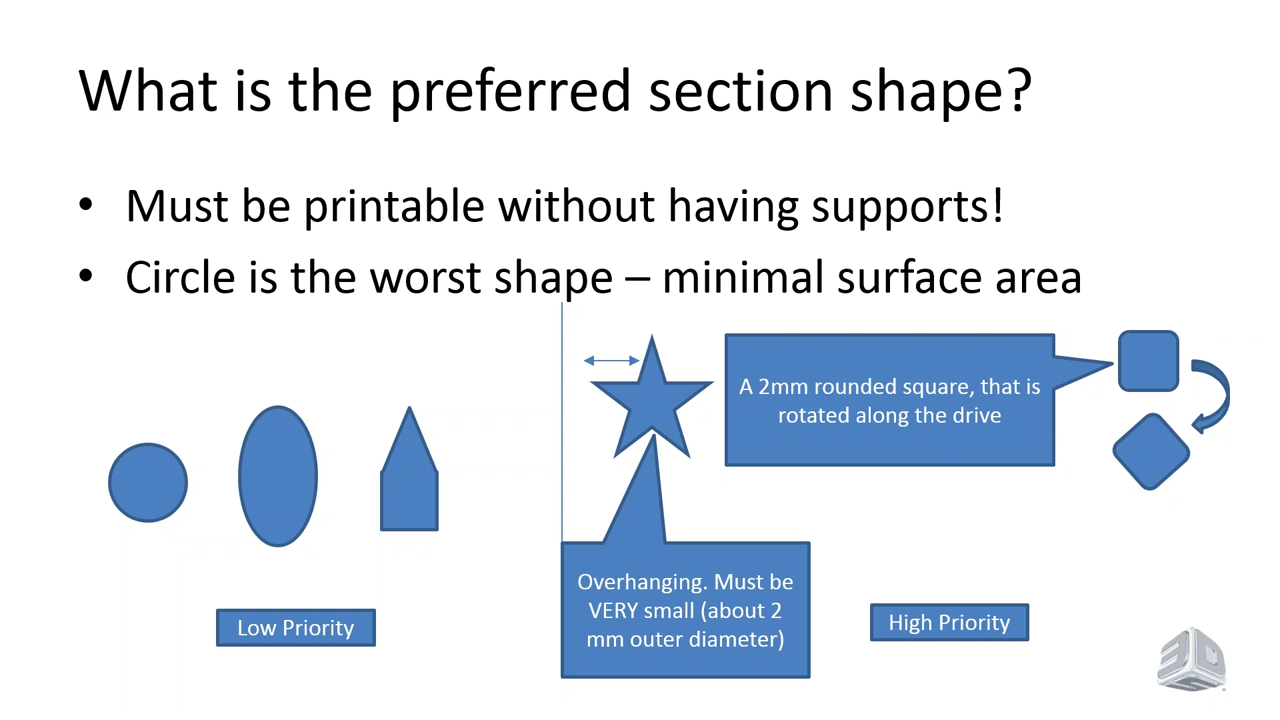 What is the preferred section shape?
• Must be printable without having supports!
• Circle is the worst shape – minimal surface area
A 2mm rounded square, that is
rotated along the drive
Overhanging. Must be
VERY small (about 2
mm outer diameter)
Low Priority
High Priority
3DS